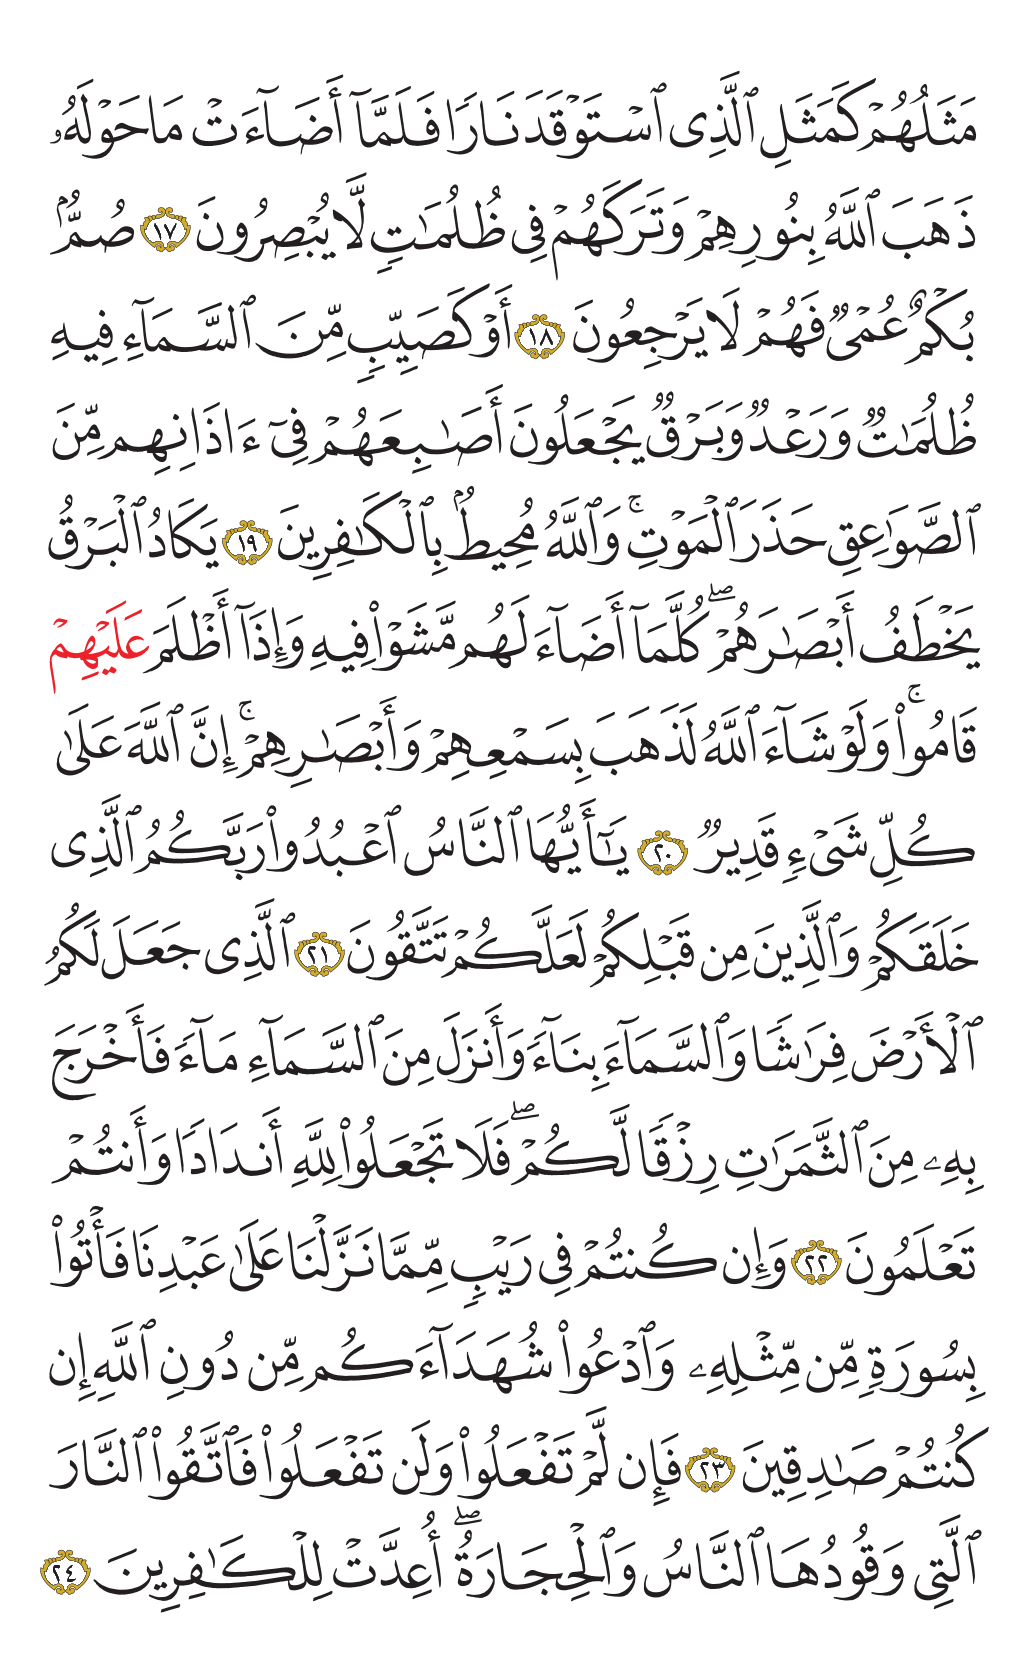 مَثَلُهُمۡ كَمَثَلِ ٱلَّذِي ٱسۡتَوۡقَدَ نَارٗا فَلَمَّآ أَضَآءَتۡ مَا حَوۡلَهُۥ
ذَهَبَ ٱللَّهُ بِنُورِهِمۡ وَتَرَكَهُمۡ فِي ظُلُمَٰتٖ لَّا يُبۡصِرُونَ ١٧ صُمُّۢ
بُكۡمٌ عُمۡيٞ فَهُمۡ لَا يَرۡجِعُونَ ١٨ أَوۡ كَصَيِّبٖ مِّنَ ٱلسَّمَآءِ فِيهِ
ظُلُمَٰتٞ وَرَعۡدٞ وَبَرۡقٞ يَجۡعَلُونَ أَصَٰبِعَهُمۡ فِيٓ ءَاذَانِهِم مِّنَ
ٱلصَّوَٰعِقِ حَذَرَ ٱلۡمَوۡتِۚ وَٱللَّهُ مُحِيطُۢ بِٱلۡكَٰفِرِينَ ١٩ يَكَادُ ٱلۡبَرۡقُ
يَخۡطَفُ أَبۡصَٰرَهُمۡۖ كُلَّمَآ أَضَآءَ لَهُم مَّشَوۡاْ فِيهِ وَإِذَآ أَظۡلَمَ عَلَيۡهِمۡ
قَامُواْۚ وَلَوۡ شَآءَ ٱللَّهُ لَذَهَبَ بِسَمۡعِهِمۡ وَأَبۡصَٰرِهِمۡۚ إِنَّ ٱللَّهَ عَلَىٰ
كُلِّ شَيۡءٖ قَدِيرٞ ٢٠ يَٰٓأَيُّهَا ٱلنَّاسُ ٱعۡبُدُواْ رَبَّكُمُ ٱلَّذِي
خَلَقَكُمۡ وَٱلَّذِينَ مِن قَبۡلِكُمۡ لَعَلَّكُمۡ تَتَّقُونَ ٢١ ٱلَّذِي جَعَلَ لَكُمُ
ٱلۡأَرۡضَ فِرَٰشٗا وَٱلسَّمَآءَ بِنَآءٗ وَأَنزَلَ مِنَ ٱلسَّمَآءِ مَآءٗ فَأَخۡرَجَ
بِهِۦ مِنَ ٱلثَّمَرَٰتِ رِزۡقٗا لَّكُمۡۖ فَلَا تَجۡعَلُواْ لِلَّهِ أَندَادٗا وَأَنتُمۡ
تَعۡلَمُونَ ٢٢ وَإِن كُنتُمۡ فِي رَيۡبٖ مِّمَّا نَزَّلۡنَا عَلَىٰ عَبۡدِنَا فَأۡتُواْ
بِسُورَةٖ مِّن مِّثۡلِهِۦ وَٱدۡعُواْ شُهَدَآءَكُم مِّن دُونِ ٱللَّهِ إِن
كُنتُمۡ صَٰدِقِينَ ٢٣ فَإِن لَّمۡ تَفۡعَلُواْ وَلَن تَفۡعَلُواْ فَٱتَّقُواْ ٱلنَّارَ
ٱلَّتِي وَقُودُهَا ٱلنَّاسُ وَٱلۡحِجَارَةُۖ أُعِدَّتۡ لِلۡكَٰفِرِينَ ٢٤